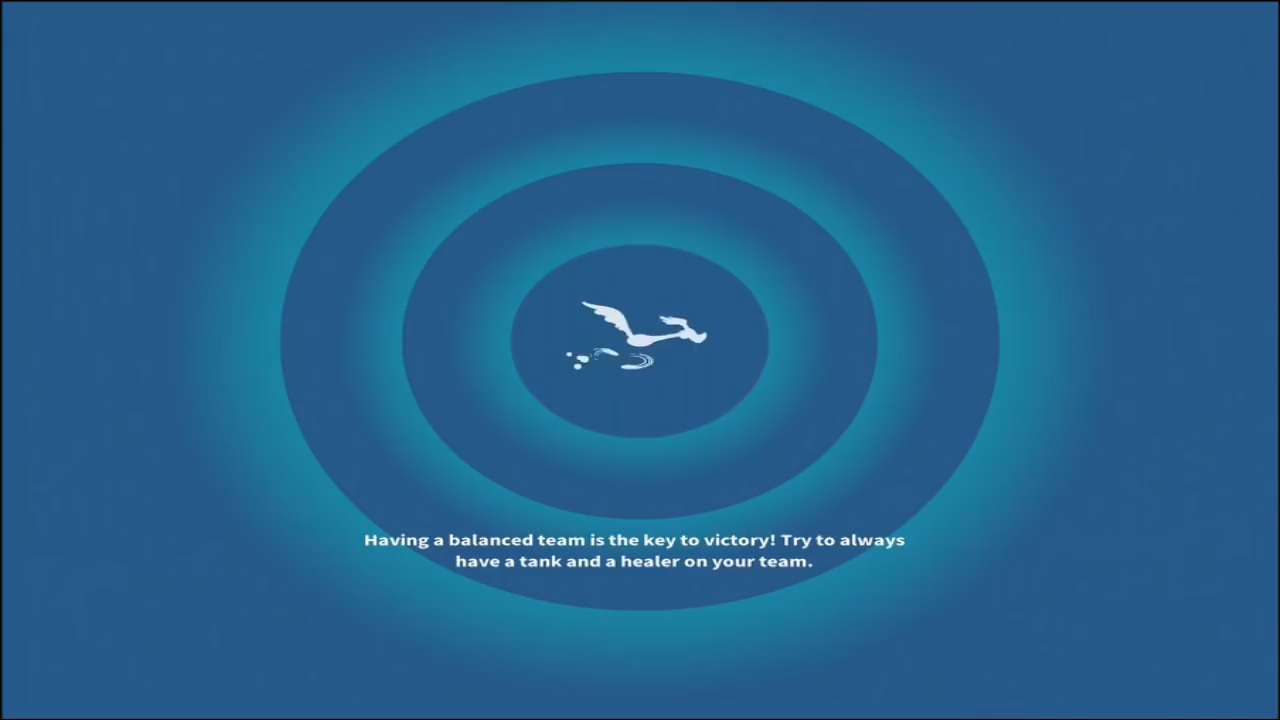 Having a balanced team is the key to victory! Try to always
have a tank and a healer on your team.